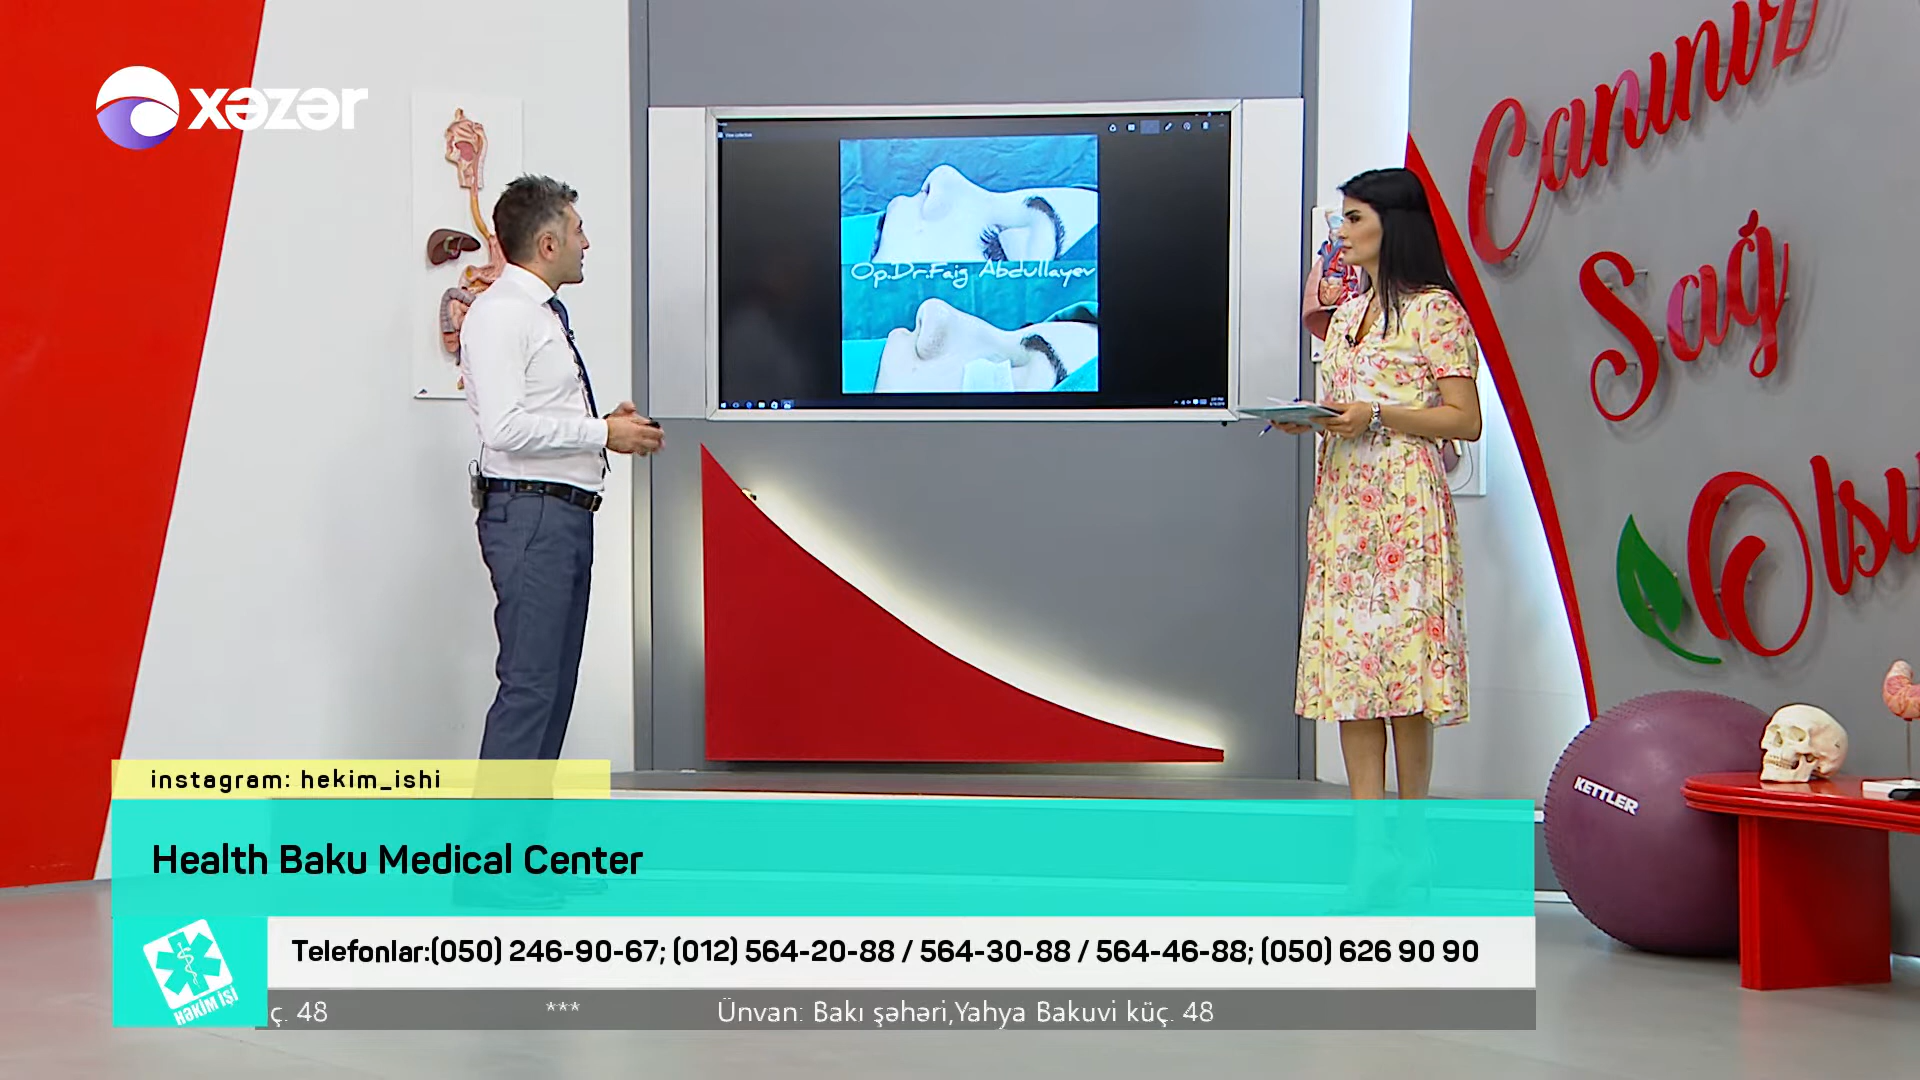 xəzər
Canınız
Sağ
Olsun
View collection
Op.Dr.Faig Abdullayev
KETTLER
instagram: hekim_ishi
Health Baku Medical Center
Telefonlar:(050) 246-90-67; (012) 564-20-88 / 564-30-88 / 564-46-88; (050) 626 90 90
HƏKİM İŞİ
ç. 48 *** Ünvan: Bakı şəhəri,Yahya Bakuvi küç. 48